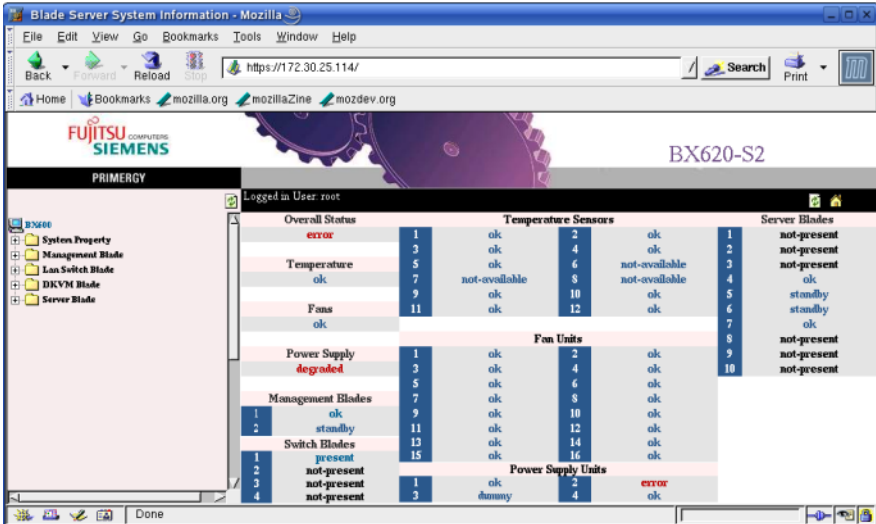 Blade Server System Information - Mozilla
File Edit View Go Bookmarks Tools Window Help
Back Forward Reload Stop https://172.30.25.114/ Search Print
Home Bookmarks mozilla.org mozillaZine mozdev.org
FUJITSU COMPUTERS
SIEMENS
BX620-S2
PRIMERGY
Logged in User: root
BX600
System Property
Management Blade
Lan Switch Blade
DKVM Blade
Server Blade
Overall Status
error
Temperature
ok
Fans
ok
Power Supply
degraded
Management Blades
1 ok
2 standby
Switch Blades
1 present
2 not-present
3 not-present
4 not-present
Temperature Sensors
1 ok 2 ok
3 ok 4 ok
5 ok 6 not-available
7 not-available 8 not-available
9 ok 10 ok
11 ok 12 ok
Fan Units
1 ok 2 ok
3 ok 4 ok
5 ok 6 ok
7 ok 8 ok
9 ok 10 ok
11 ok 12 ok
13 ok 14 ok
15 ok 16 ok
Power Supply Units
1 ok 2 error
3 dummy 4 ok
Server Blades
1 not-present
2 not-present
3 not-present
4 ok
5 standby
6 standby
7 ok
8 not-present
9 not-present
10 not-present
Done